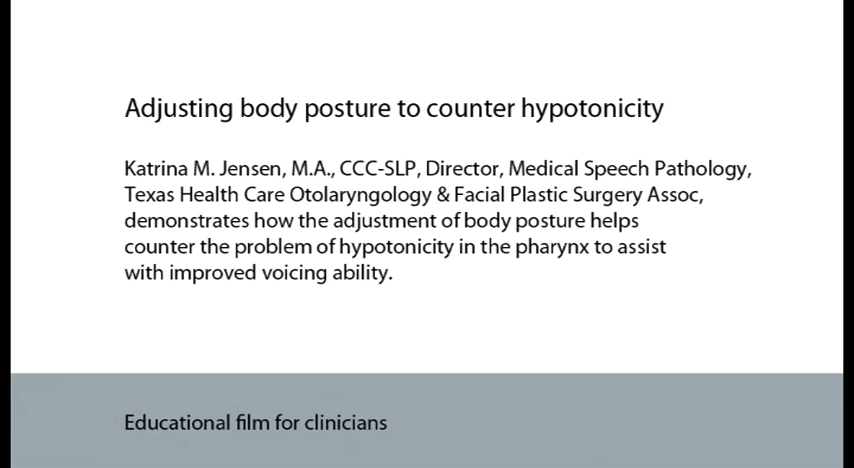 Adjusting body posture to counter hypotonicity
Katrina M. Jensen, M.A., CCC-SLP, Director, Medical Speech Pathology,
Texas Health Care Otolaryngology & Facial Plastic Surgery Assoc,
demonstrates how the adjustment of body posture helps
counter the problem of hypotonicity in the pharynx to assist
with improved voicing ability.
Educational film for clinicians